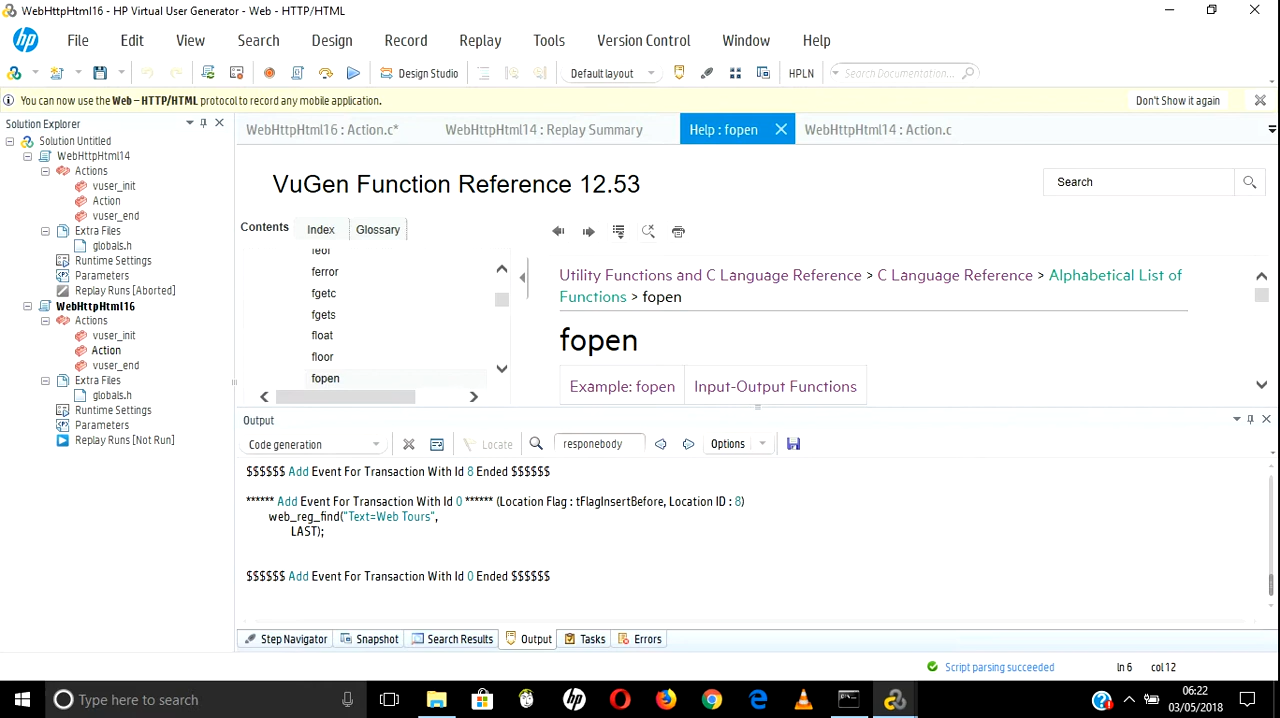 WebHttpHtml16 - HP Virtual User Generator - Web - HTTP/HTML
hp File Edit View Search Design Record Replay Tools Version Control Window Help
Design Studio Default layout HPLN Search Documentation...
You can now use the Web – HTTP/HTML protocol to record any mobile application. Don't Show it again
Solution Explorer
Solution Untitled
WebHttpHtml14
Actions
vuser_init
Action
vuser_end
Extra Files
globals.h
Runtime Settings
Parameters
Replay Runs [Aborted]
WebHttpHtml16
Actions
vuser_init
Action
vuser_end
Extra Files
globals.h
Runtime Settings
Parameters
Replay Runs [Not Run]
WebHttpHtml16 : Action.c* WebHttpHtml14 : Replay Summary Help : fopen WebHttpHtml14 : Action.c
VuGen Function Reference 12.53
Search
Contents Index Glossary
feof
ferror
fgetc
fgets
float
floor
fopen
Utility Functions and C Language Reference > C Language Reference > Alphabetical List of
Functions > fopen
fopen
Example: fopen Input-Output Functions
Output
Code generation Locate responebody Options
$$$$$$ Add Event For Transaction With Id 8 Ended $$$$$$
****** Add Event For Transaction With Id 0 ****** (Location Flag : tFlagInsertBefore, Location ID : 8)
web_reg_find("Text=Web Tours",
LAST);
$$$$$$ Add Event For Transaction With Id 0 Ended $$$$$$
Step Navigator Snapshot Search Results Output Tasks Errors
Script parsing succeeded ln 6 col 12
Type here to search
06:22
03/05/2018